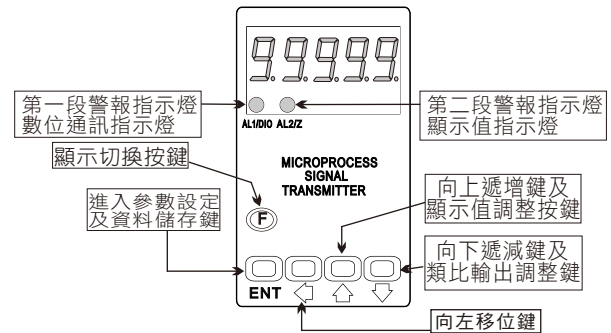 9.9.9.9.9.
第一段警報指示燈
數位通訊指示燈
第二段警報指示燈
顯示值指示燈
AL1/DIO AL2/Z
顯示切換按鍵
MICROPROCESS
SIGNAL
TRANSMITTER
向上遞增鍵及
顯示值調整按鍵
進入參數設定
及資料儲存鍵
F
向下遞減鍵及
類比輸出調整鍵
ENT
向左移位鍵